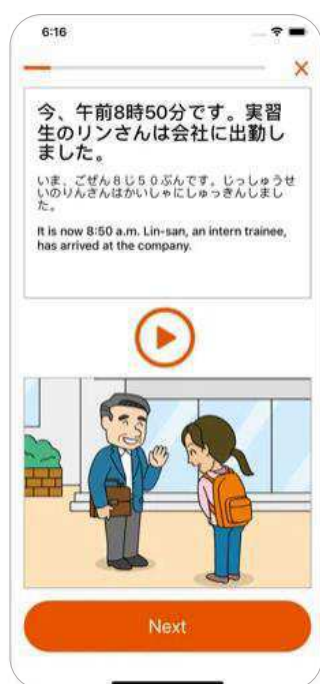 6:16
今、午前8時50分です。実習
生のリンさんは会社に出勤し
ました。
いま、ごぜん８じ５０ぷんです。じっしゅうせ
いのりんさんはかいしゃにしゅっきんしまし
た。
It is now 8:50 a.m. Lin-san, an intern trainee,
has arrived at the company.
Next